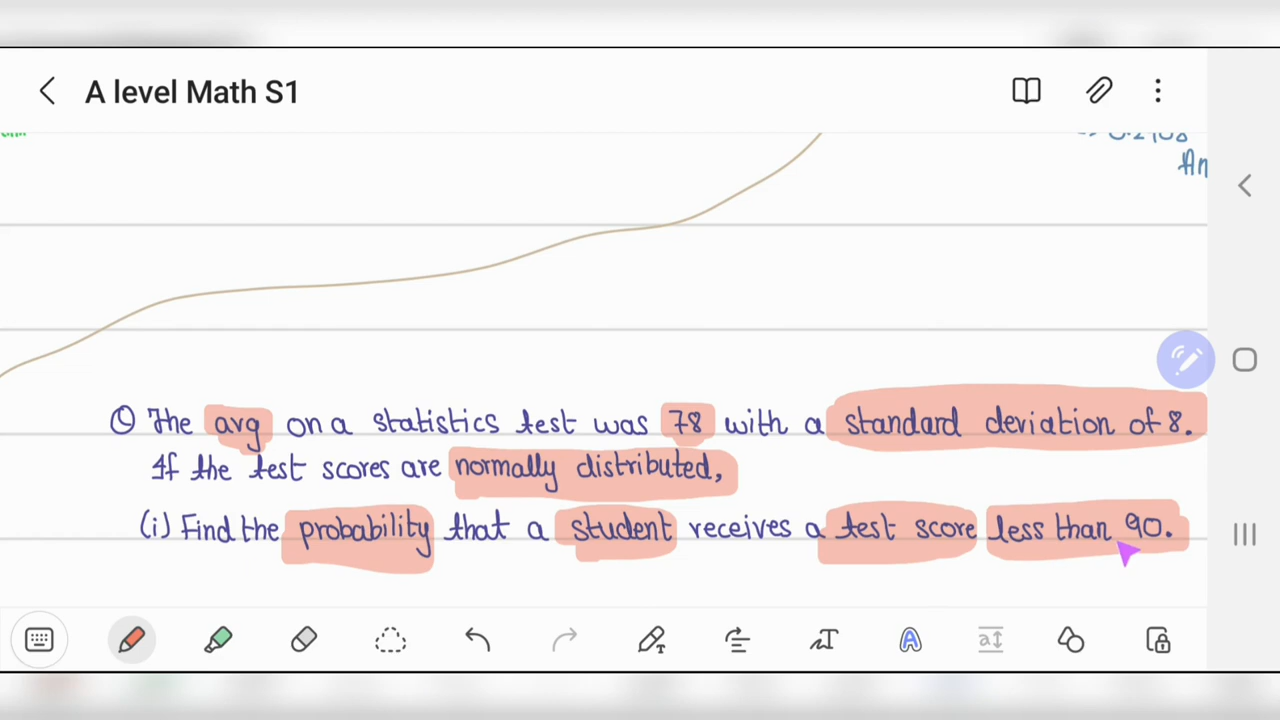 A level Math S1
Q The avg on a statistics test was 78 with a standard deviation of 8.
If the test scores are normally distributed,
(i) Find the probability that a student receives a test score less than 90.